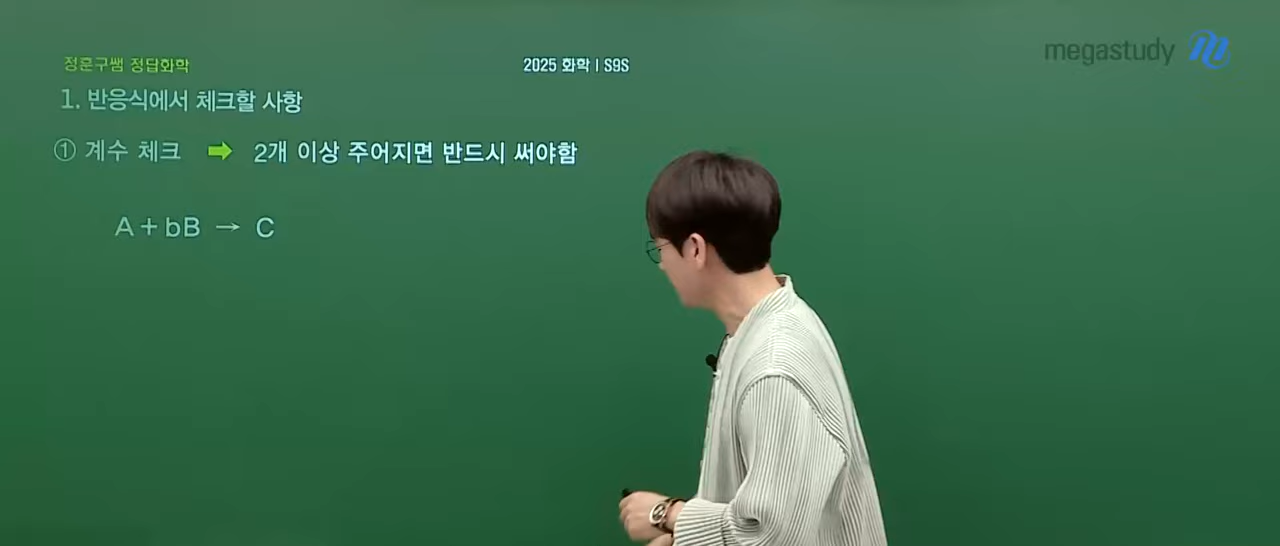 정훈구쌤 정답화학
2025 화학 I S9S
megastudy
1. 반응식에서 체크할 사항
① 계수 체크 ➡ 2개 이상 주어지면 반드시 써야함
A + bB → C